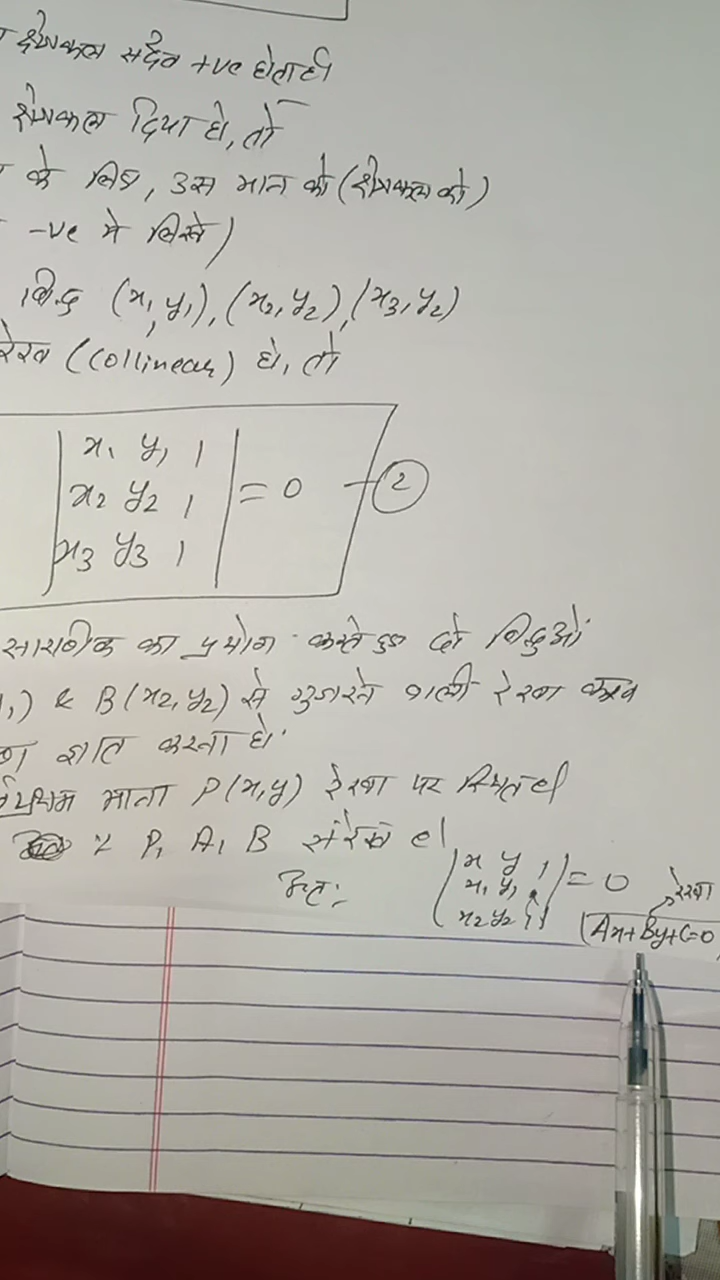 क्षेत्रफल सदैव +ve होता है।
क्षेत्रफल दिया हो, तो
के लिए, उस मान को (क्षेत्रफल को)
-ve मे लिखे)
बिन्दु (x1, y1), (x2, y2), (x3, y2)
रेख (Collinear) हो, तो
| x1 y1 1 |
| x2 y2 1 | = 0 — 2
| x3 y3 1 |
सारणिक का प्रयोग करते हुए दो बिदुओं
1) & B(x2, y2) से गुजरने वाली रेखा का
ज्ञात करना हो।
माना P(x, y) रेखा पर स्थित है
∵ P, A, B संरेख है।
अतः
| x y 1 |
| x1 y1 1 | = 0
| x2 y2 1 |
रेखा
Ax+By+C=0